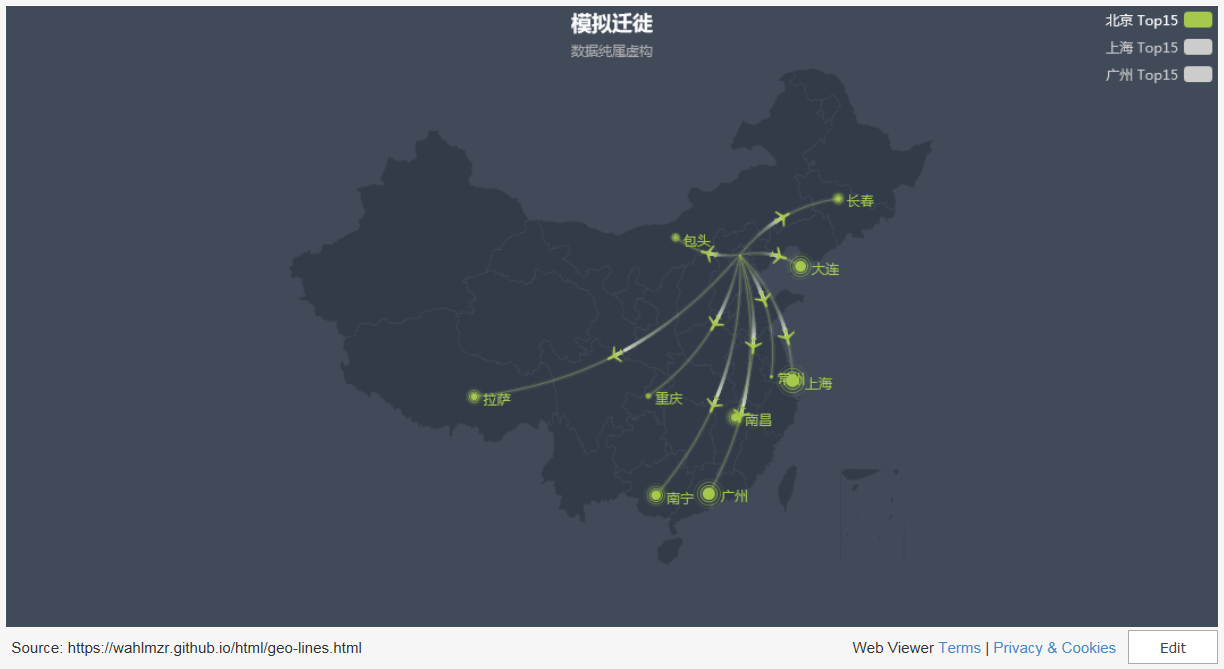 模拟迁徙
数据纯属虚构
北京 Top15
上海 Top15
广州 Top15
长春
包头
大连
常州
上海
拉萨
重庆
南昌
南宁
广州
Source: https://wahlmzr.github.io/html/geo-lines.html
Web Viewer Terms | Privacy & Cookies
Edit